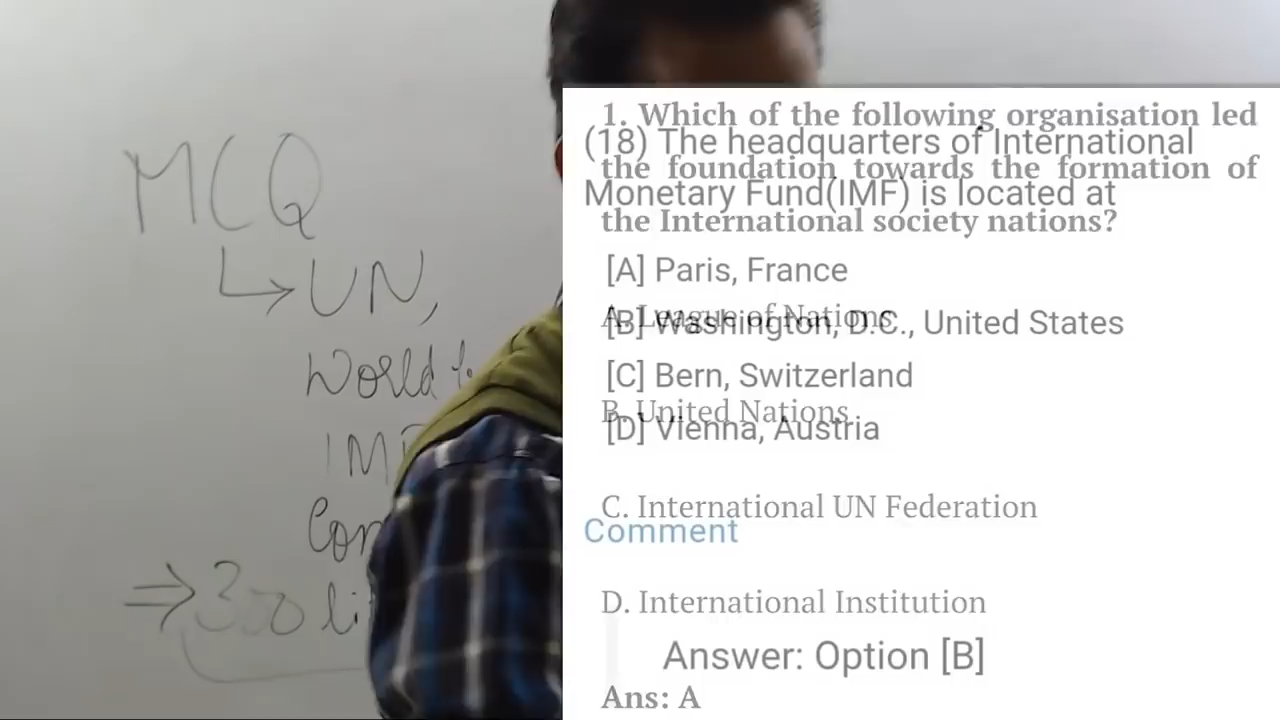 MCQ
UN,
World
IM
Con
300 li
1. Which of the following organisation led
the foundation towards the formation of
the International society nations?
A. League of Nations
B. United Nations
C. International UN Federation
D. International Institution
Ans: A
(18) The headquarters of International
Monetary Fund(IMF) is located at
[A] Paris, France
[B] Washington, D.C., United States
[C] Bern, Switzerland
[D] Vienna, Austria
Comment
Answer: Option [B]